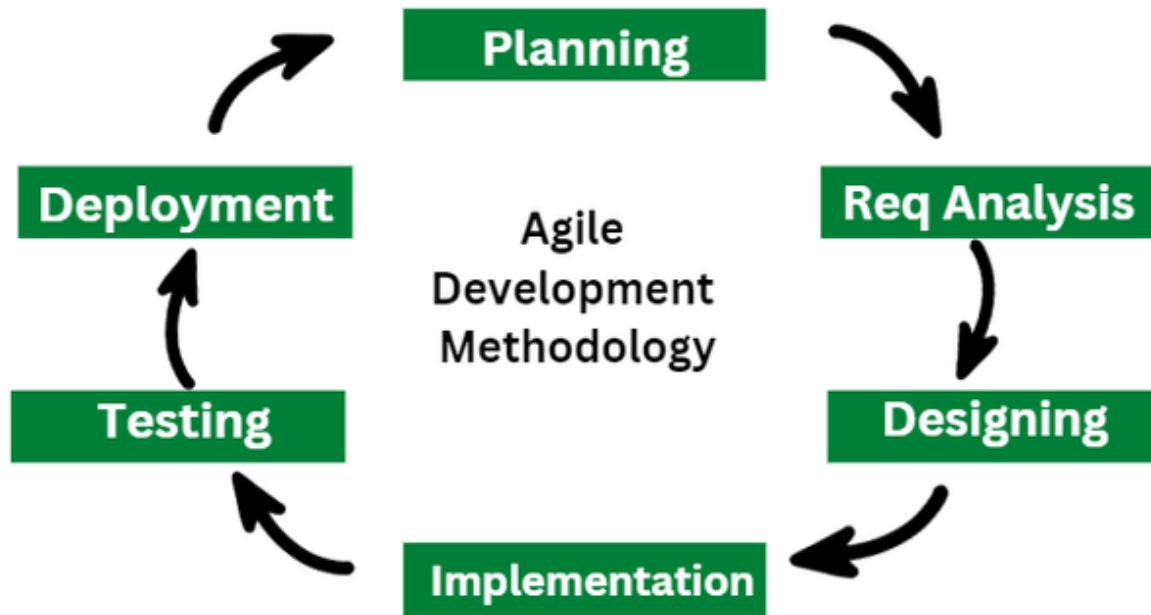 Planning
Req Analysis
Designing
Implementation
Testing
Deployment
Agile
Development
Methodology